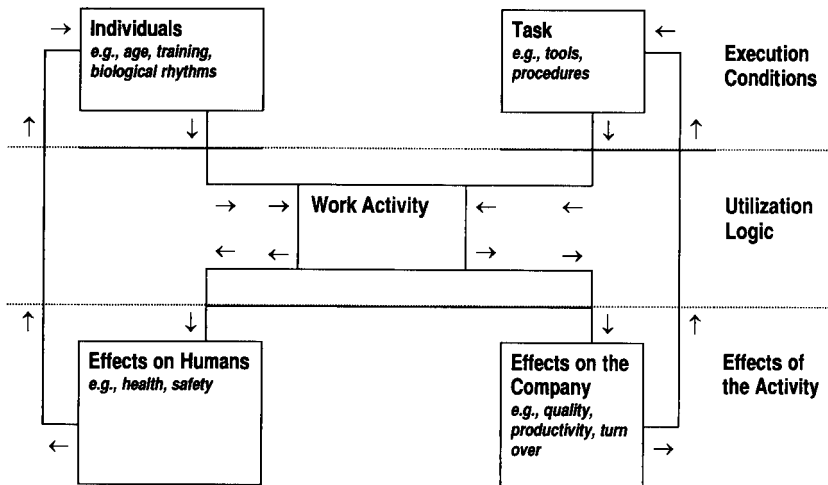 Individuals
e.g., age, training,
biological rhythms
Task
e.g., tools,
procedures
Execution
Conditions
Work Activity
Utilization
Logic
Effects on Humans
e.g., health, safety
Effects on the
Company
e.g., quality,
productivity, turn
over
Effects of
the Activity